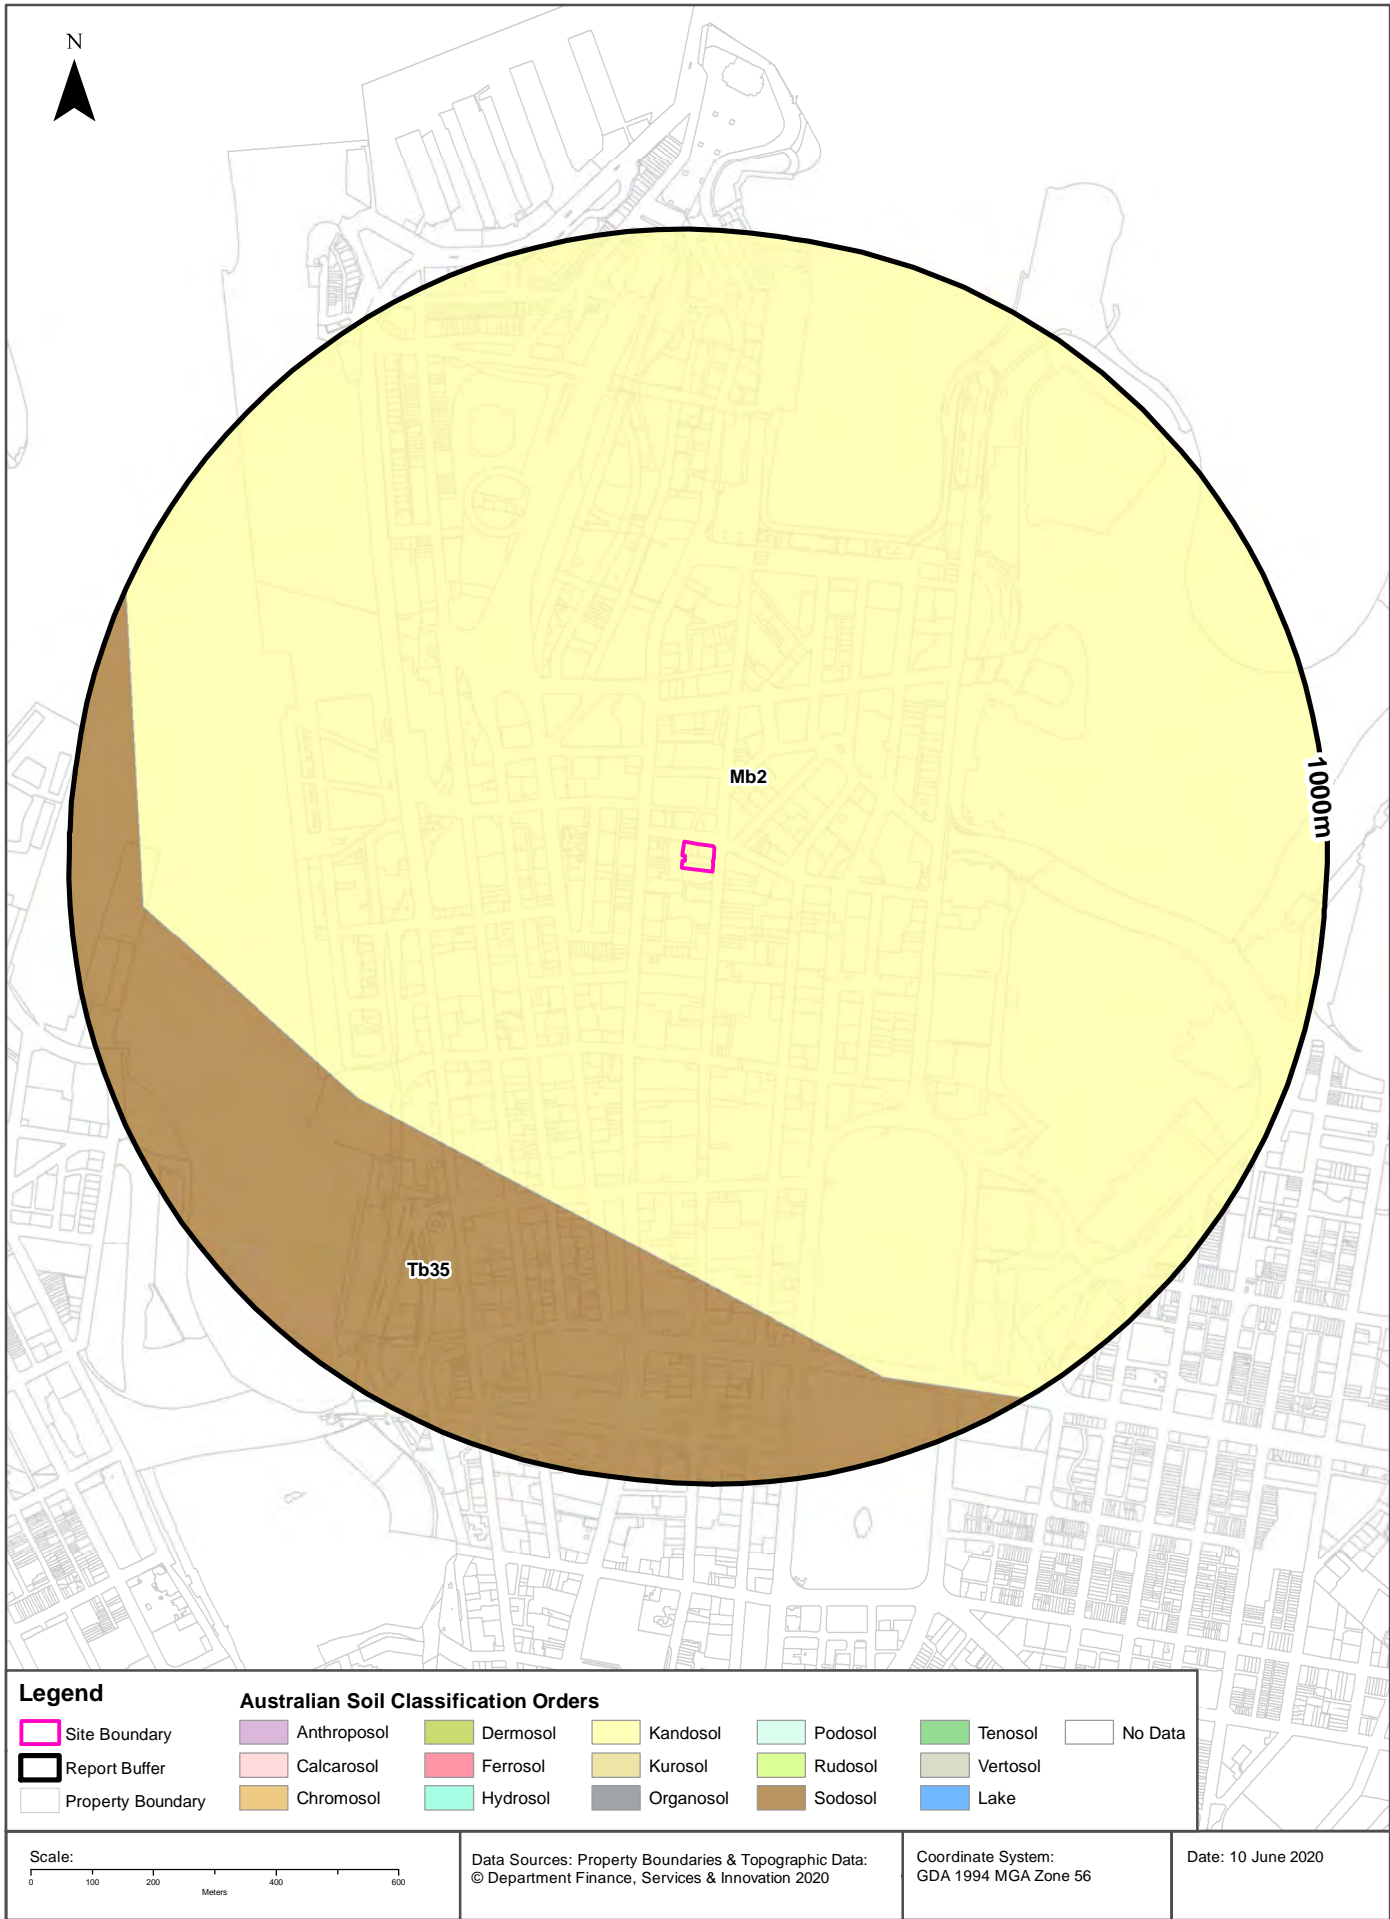 N
1000m
Mb2
Tb35
Legend
Site Boundary
Report Buffer
Property Boundary
Australian Soil Classification Orders
Anthroposol
Calcarosol
Chromosol
Dermosol
Ferrosol
Hydrosol
Kandosol
Kurosol
Organosol
Podosol
Rudosol
Sodosol
Tenosol
Vertosol
Lake
No Data
Scale:
0 100 200 400 600
Meters
Data Sources: Property Boundaries & Topographic Data:
© Department Finance, Services & Innovation 2020
Coordinate System:
GDA 1994 MGA Zone 56
Date: 10 June 2020